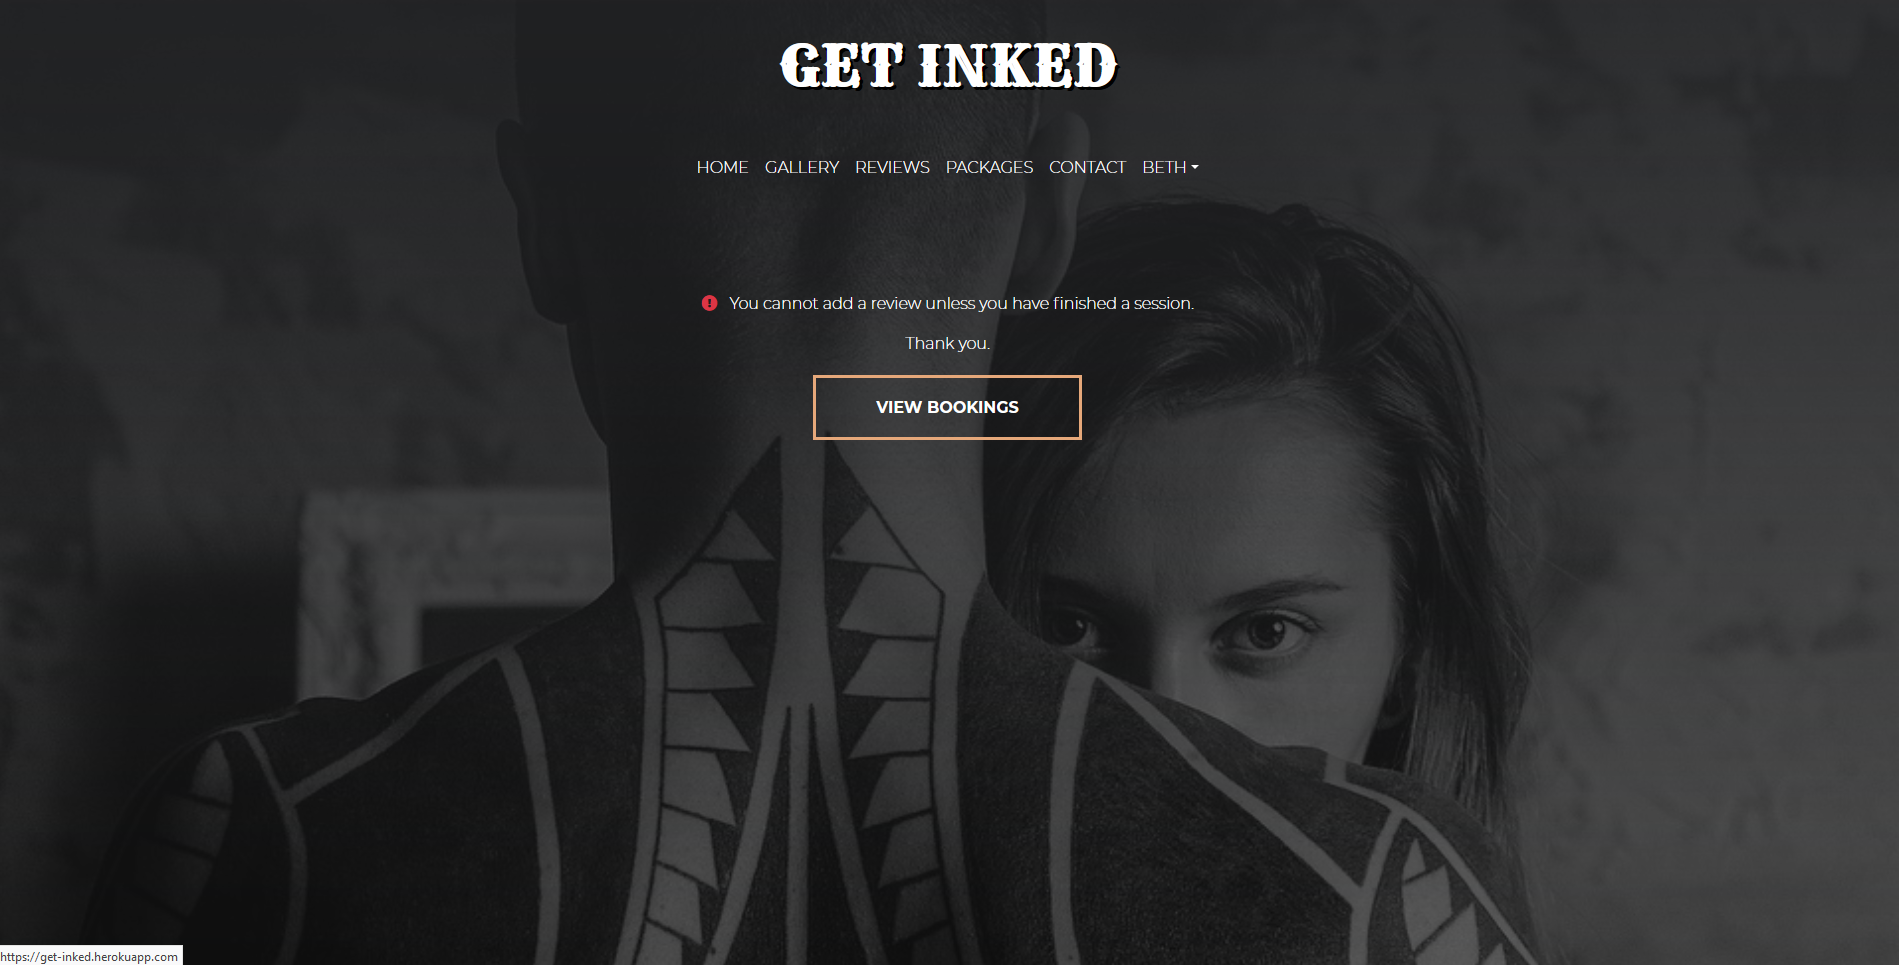 GET INKED
HOME GALLERY REVIEWS PACKAGES CONTACT BETH
You cannot add a review unless you have finished a session.
Thank you.
VIEW BOOKINGS
https://get-inked.herokuapp.com